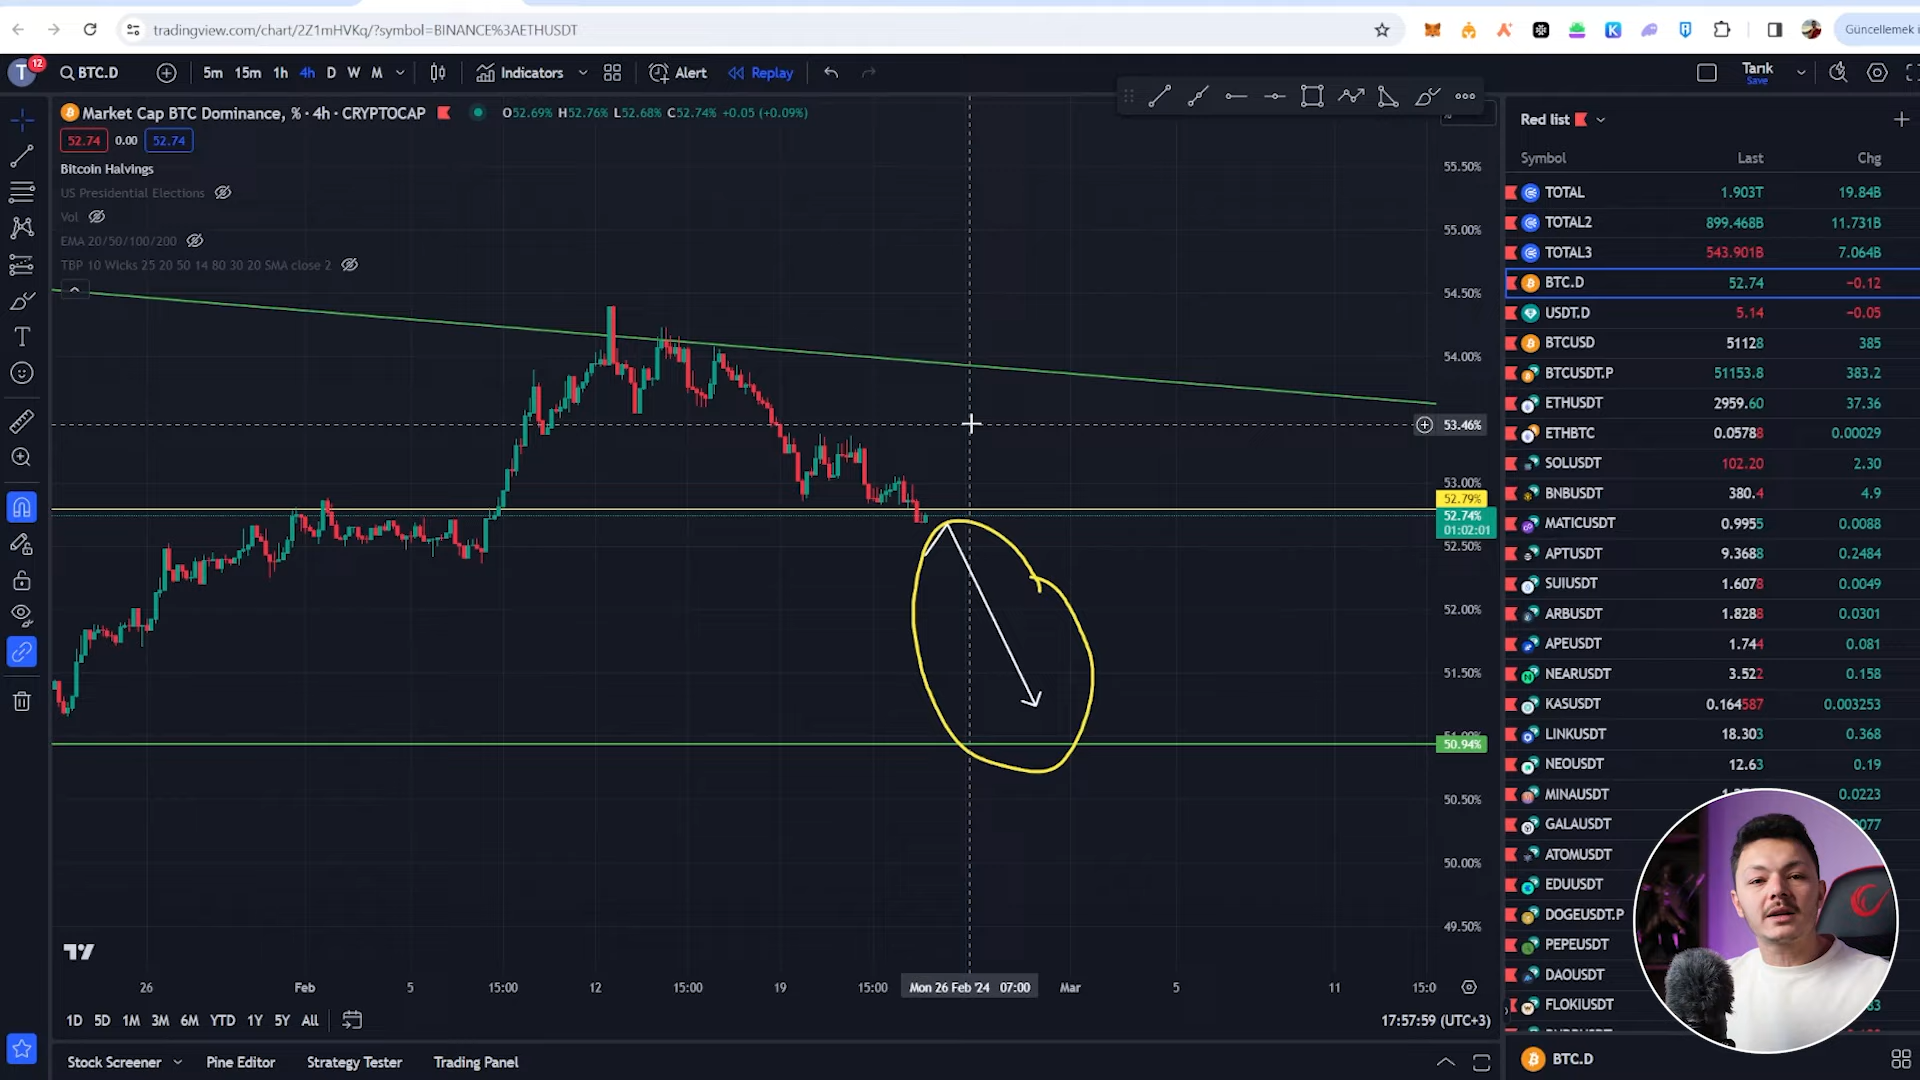 tradingview.com/chart/2Z1mHVKq/?symbol=BINANCE%3AETHUSDT
Güncellemek i
T 12 BTC.D 5m 15m 1h 4h D W M Indicators Alert Replay Tarık
Save
Market Cap BTC Dominance, % · 4h · CRYPTOCAP O52.69% H52.76% L52.68% C52.74% +0.05 (+0.09%)
52.74 0.00 52.74
Bitcoin Halvings
US Presidential Elections
Vol
EMA 20/50/100/200
TBP 10 Wicks 25 20 50 14 80 30 20 SMA close 2
%
55.50%
55.00%
54.50%
54.00%
53.46%
53.00%
52.79%
52.74%
01:02:01
52.50%
52.00%
51.50%
50.94%
50.50%
50.00%
49.50%
26 Feb 5 15:00 12 15:00 19 15:00 Mon 26 Feb '24 07:00 Mar 5 11 15:0
1D 5D 1M 3M 6M YTD 1Y 5Y All
17:57:59 (UTC+3)
Stock Screener Pine Editor Strategy Tester Trading Panel
Red list
Symbol Last Chg
TOTAL 1.903T 19.84B
TOTAL2 899.468B 11.731B
TOTAL3 543.901B 7.064B
BTC.D 52.74 −0.12
USDT.D 5.14 −0.05
BTCUSD 51128 385
BTCUSDT.P 51153.8 383.2
ETHUSDT 2959.60 37.36
ETHBTC 0.05788 0.00029
SOLUSDT 102.20 2.30
BNBUSDT 380.4 4.9
MATICUSDT 0.9955 0.0088
APTUSDT 9.3688 0.2484
SUIUSDT 1.6078 0.0049
ARBUSDT 1.8288 0.0301
APEUSDT 1.744 0.081
NEARUSDT 3.522 0.158
KASUSDT 0.164587 0.003253
LINKUSDT 18.303 0.368
NEOUSDT 12.63 0.19
MINAUSDT 0.0223
GALAUSDT
ATOMUSDT
EDUUSDT
DOGEUSDT.P
PEPEUSDT
DAOUSDT
FLOKIUSDT
BTC.D